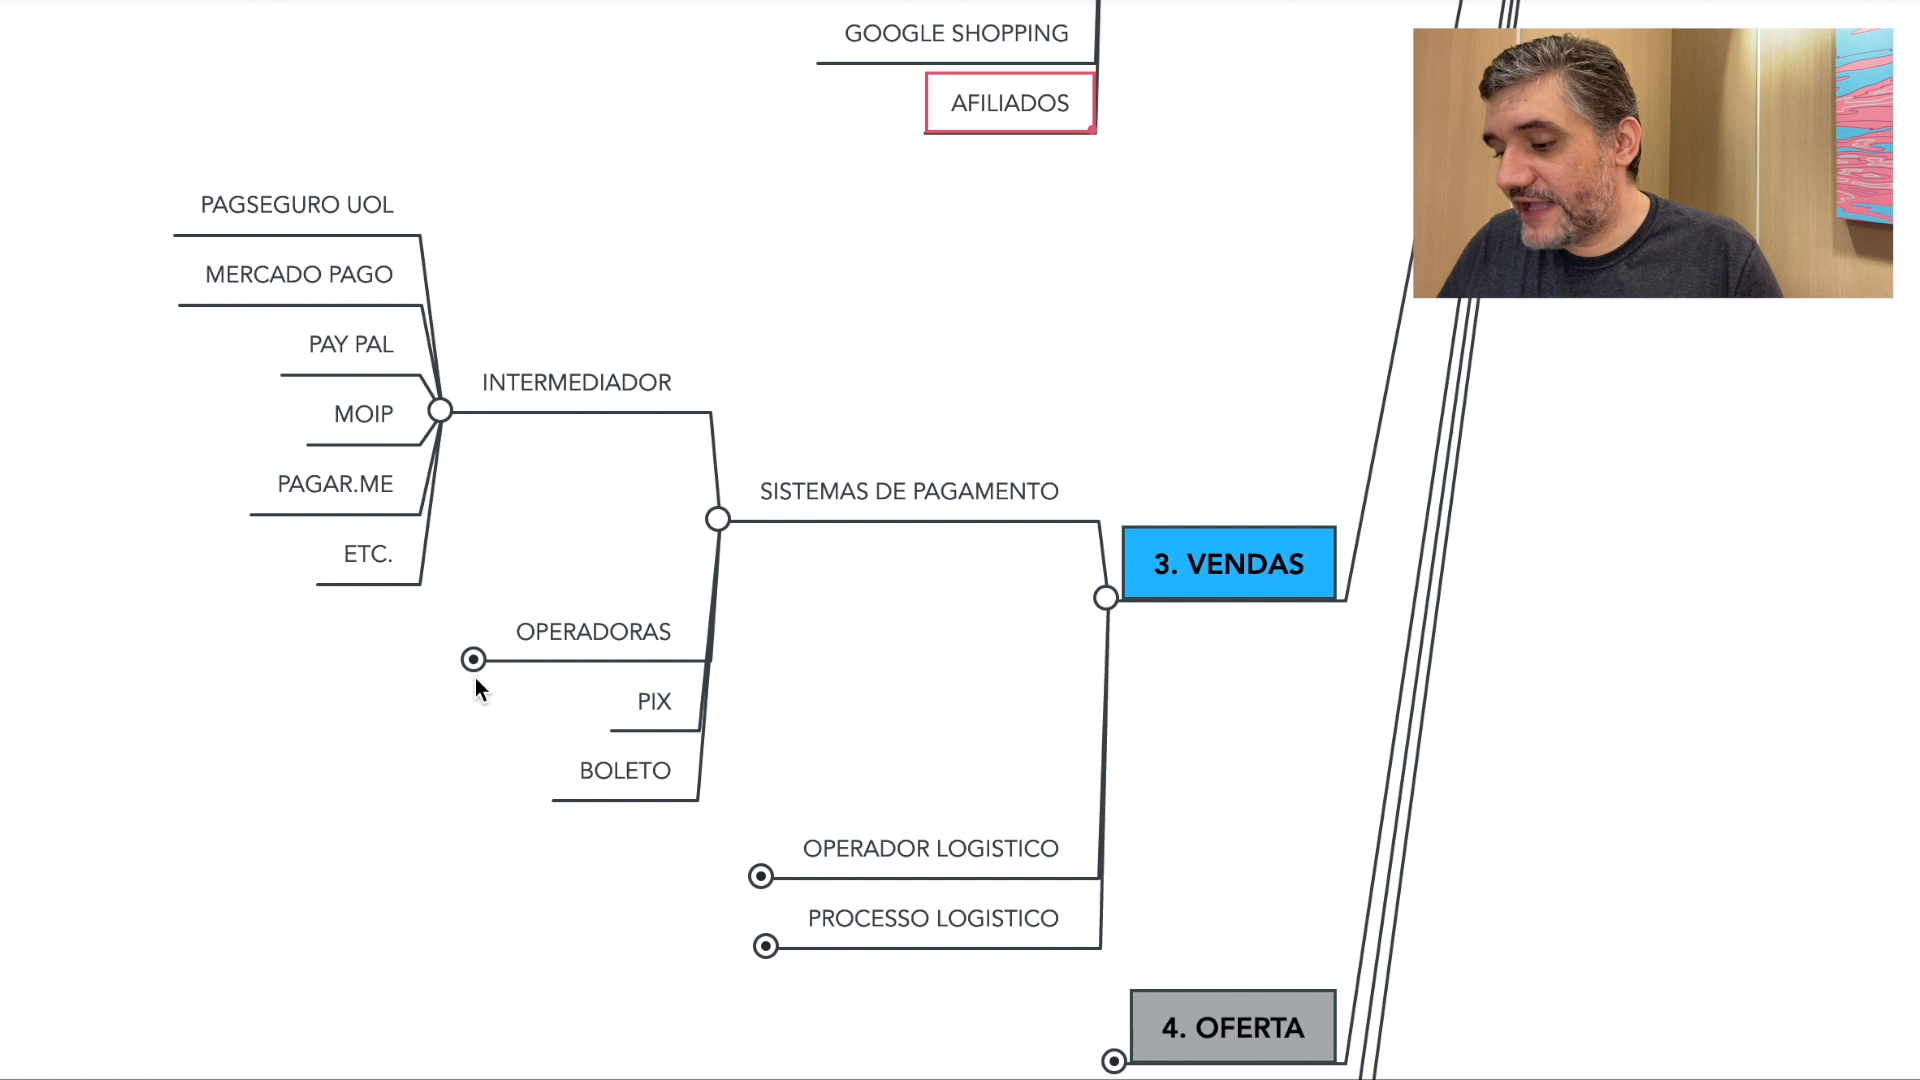 GOOGLE SHOPPING
AFILIADOS
PAGSEGURO UOL
MERCADO PAGO
PAY PAL
MOIP
PAGAR.ME
ETC.
INTERMEDIADOR
OPERADORAS
PIX
BOLETO
SISTEMAS DE PAGAMENTO
OPERADOR LOGISTICO
PROCESSO LOGISTICO
3. VENDAS
4. OFERTA